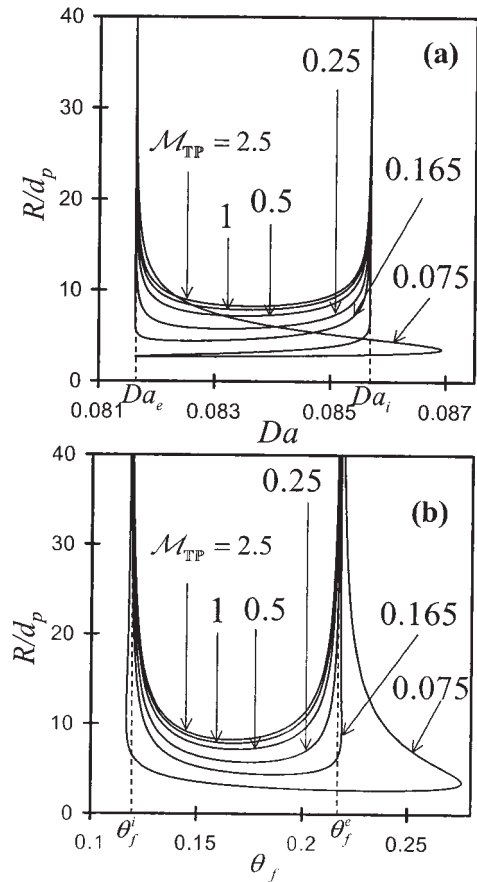 40
(a)
0.25
30
R/d_p
𝓜_𝕋ℙ = 2.5
0.165
20
1 0.5
0.075
10
0
Da_e Da_i
0.081 0.083 0.085 0.087
Da
40
0.25
(b)
30
𝓜_𝕋ℙ = 2.5
R/d_p
1 0.5
0.165
20
0.075
10
0
θ_f^i θ_f^e
0.1 0.15 0.2 0.25
θ_f